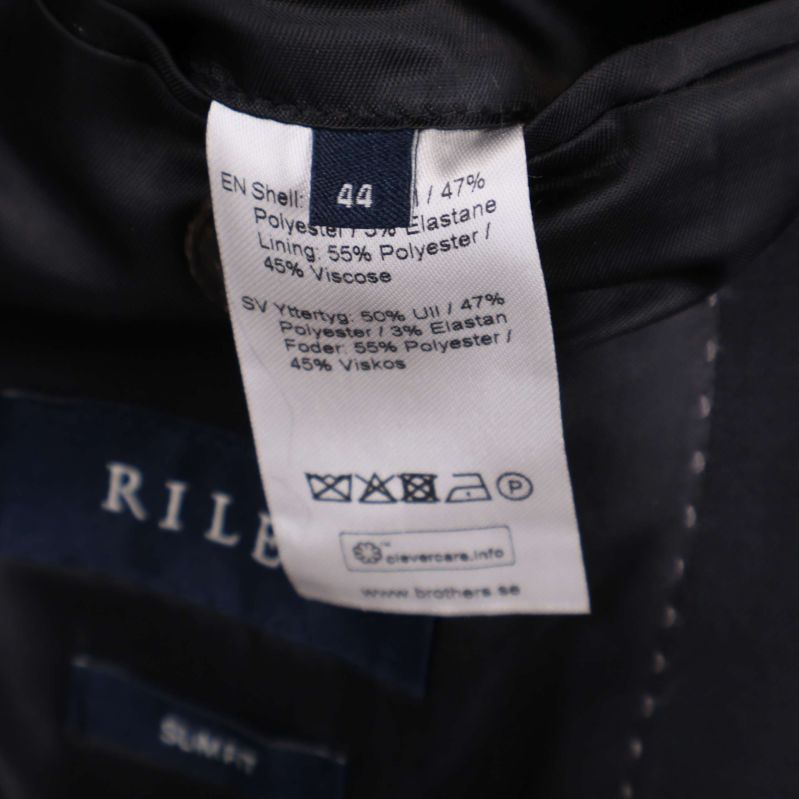 44
EN Shell: / 47%
Polyester / 3% Elastane
Lining: 55% Polyester /
45% Viscose
SV Yttertyg: 50% Ull / 47%
Polyester / 3% Elastan
Foder: 55% Polyester /
45% Viskos
P
clevercare.info
www.brothers.se
RILE
SLIM FIT